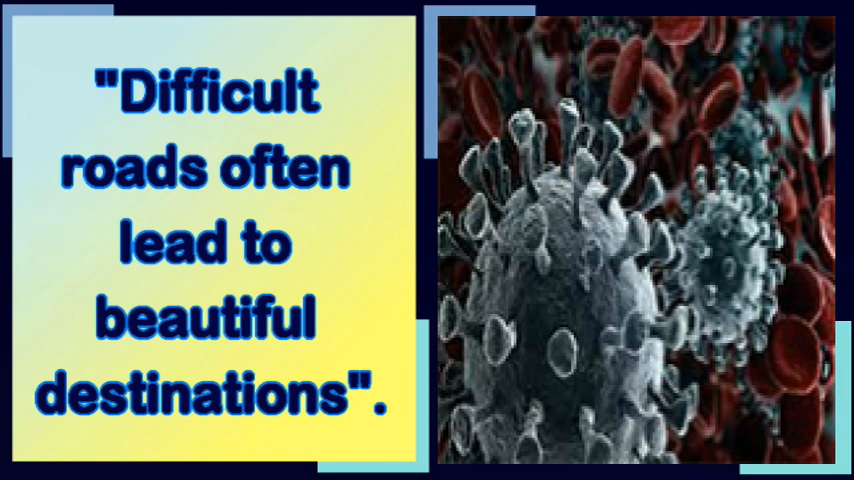 "Difficult
roads often
lead to
beautiful
destinations".